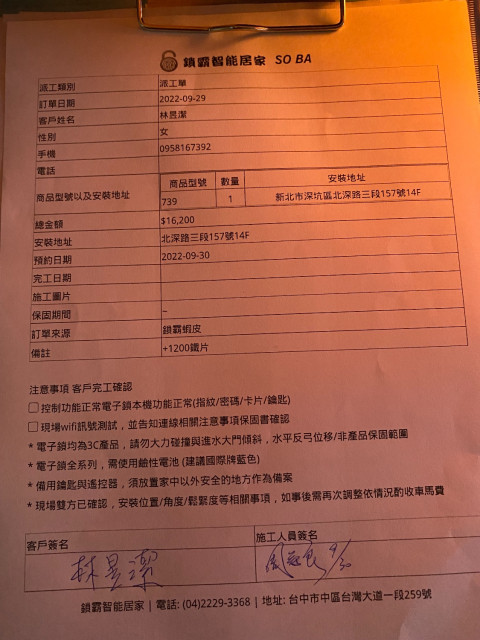 鎖霸智能居家 SO BA
派工類別 派工單
訂單日期 2022-09-29
客戶姓名 林昱潔
性別 女
手機 0958167392
電話
商品型號以及安裝地址 商品型號 數量 安裝地址
739 1 新北市深坑區北深路三段157號14F
總金額 $16,200
安裝地址 北深路三段157號14F
預約日期 2022-09-30
完工日期
施工圖片
保固期間 –
訂單來源 鎖霸蝦皮
備註 +1200鐵片
注意事項 客戶完工確認
控制功能正常電子鎖本機功能正常(指紋/密碼/卡片/鑰匙)
現場wifi訊號測試，並告知連線相關注意事項保固書確認
* 電子鎖均為3C產品，請勿大力碰撞與進水大門傾斜，水平反弓位移/非產品保固範圍
* 電子鎖全系列，需使用鹼性電池 (建議國際牌藍色)
* 備用鑰匙與遙控器，須放置家中以外安全的地方作為備案
* 現場雙方已確認，安裝位置/角度/鬆緊度等相關事項，如事後需再次調整依情況酌收車馬費
客戶簽名 施工人員簽名
林昱潔 9/30
鎖霸智能居家 | 電話: (04)2229-3368 | 地址: 台中市中區台灣大道一段259號